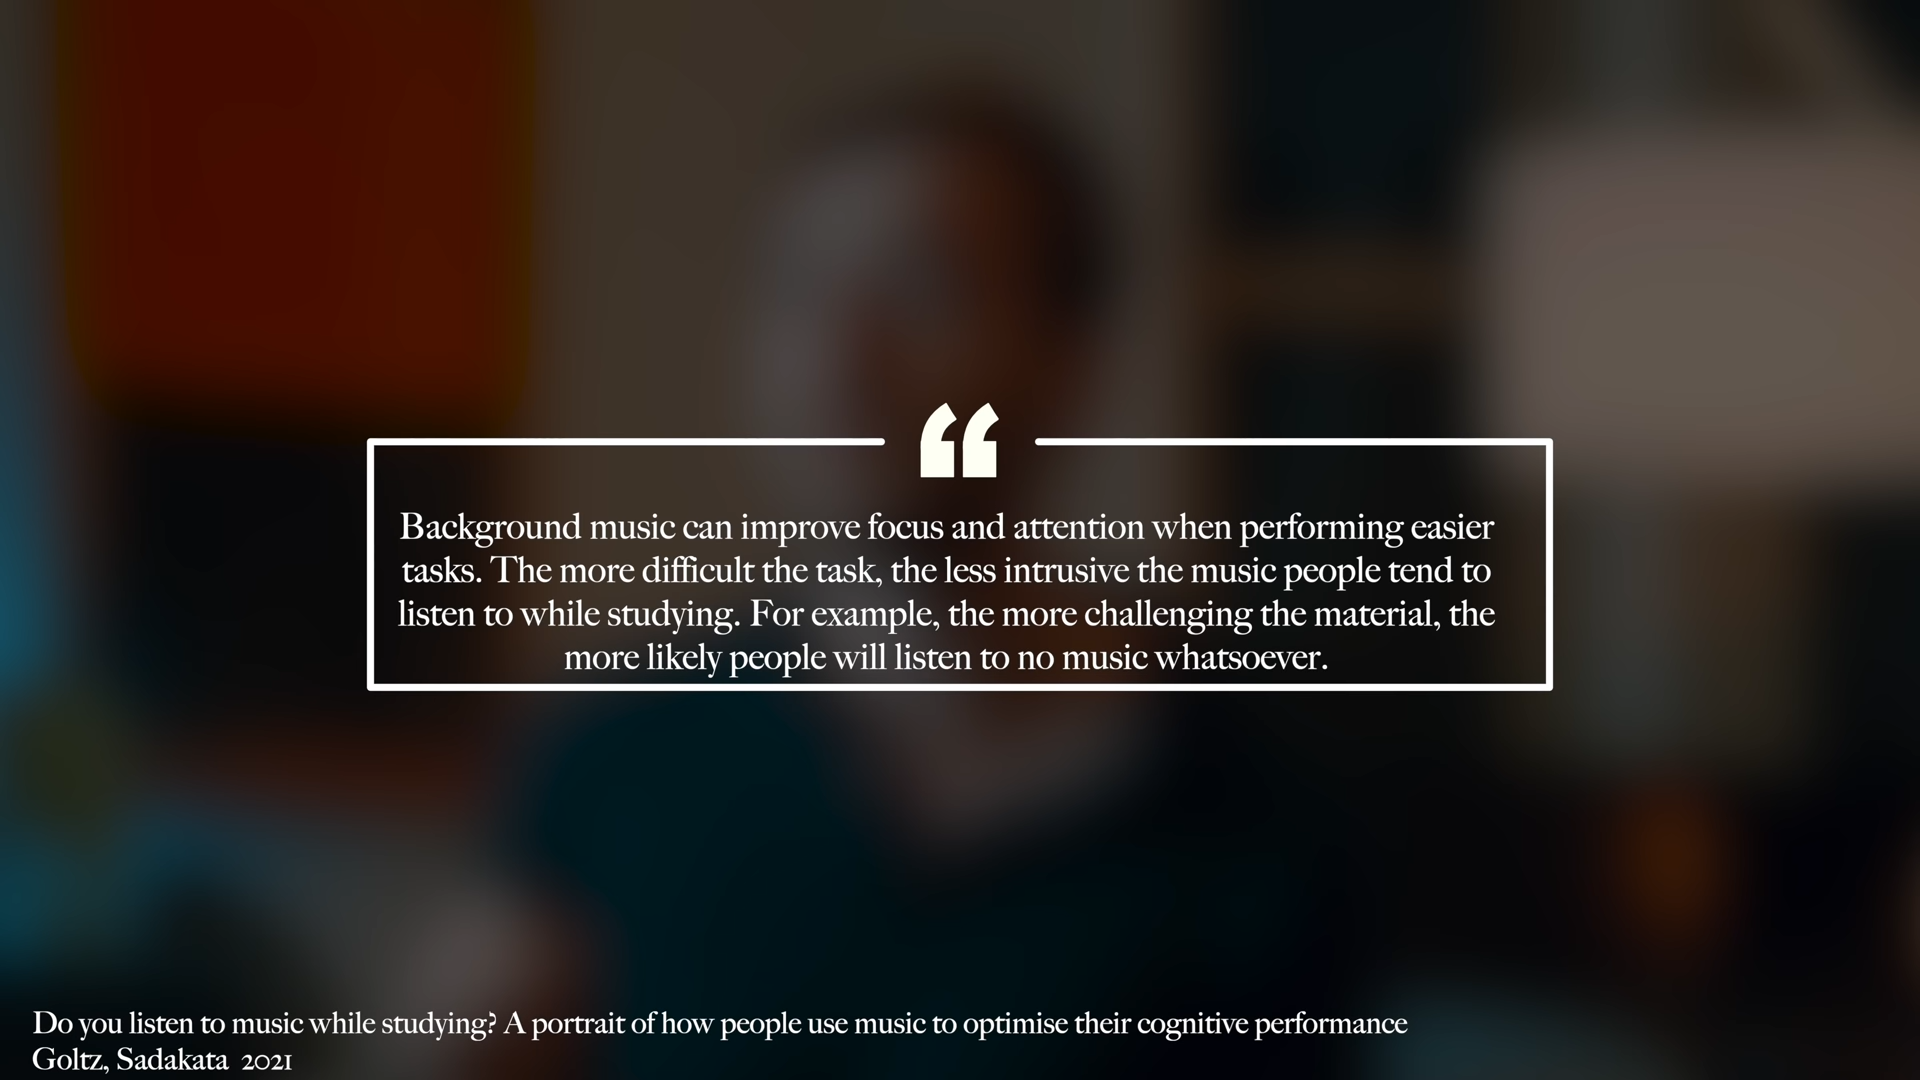 “
Background music can improve focus and attention when performing easier
tasks. The more difficult the task, the less intrusive the music people tend to
listen to while studying. For example, the more challenging the material, the
more likely people will listen to no music whatsoever.
Do you listen to music while studying? A portrait of how people use music to optimise their cognitive performance
Goltz, Sadakata 2021